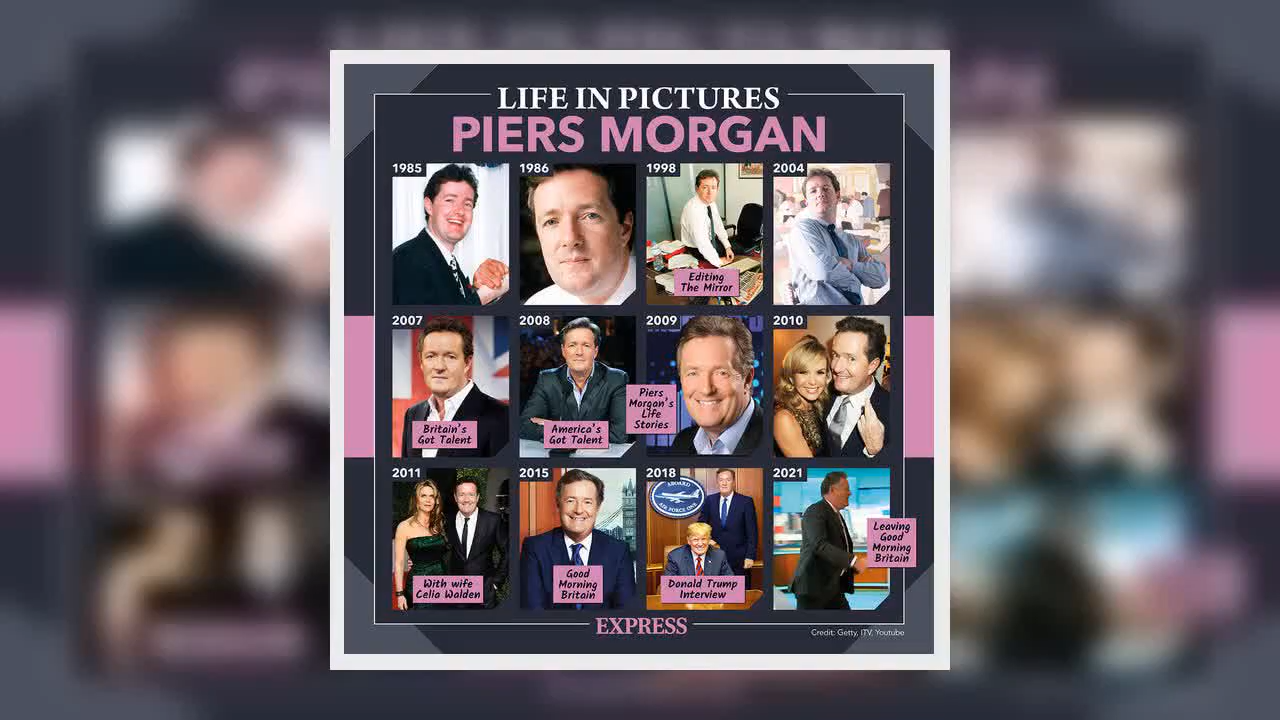 LIFE IN PICTURES
PIERS MORGAN
1985
1986
1998
2004
Editing
The Mirror
2007
2008
2009
2010
Britain's
Got Talent
America's
Got Talent
Piers
Morgan's
Life
Stories
2011
2015
2018
2021
ABOARD
AIR FORCE ONE
With wife
Celia Walden
Good
Morning
Britain
Donald Trump
Interview
Leaving
Good
Morning
Britain
EXPRESS
Credit: Getty, ITV, Youtube